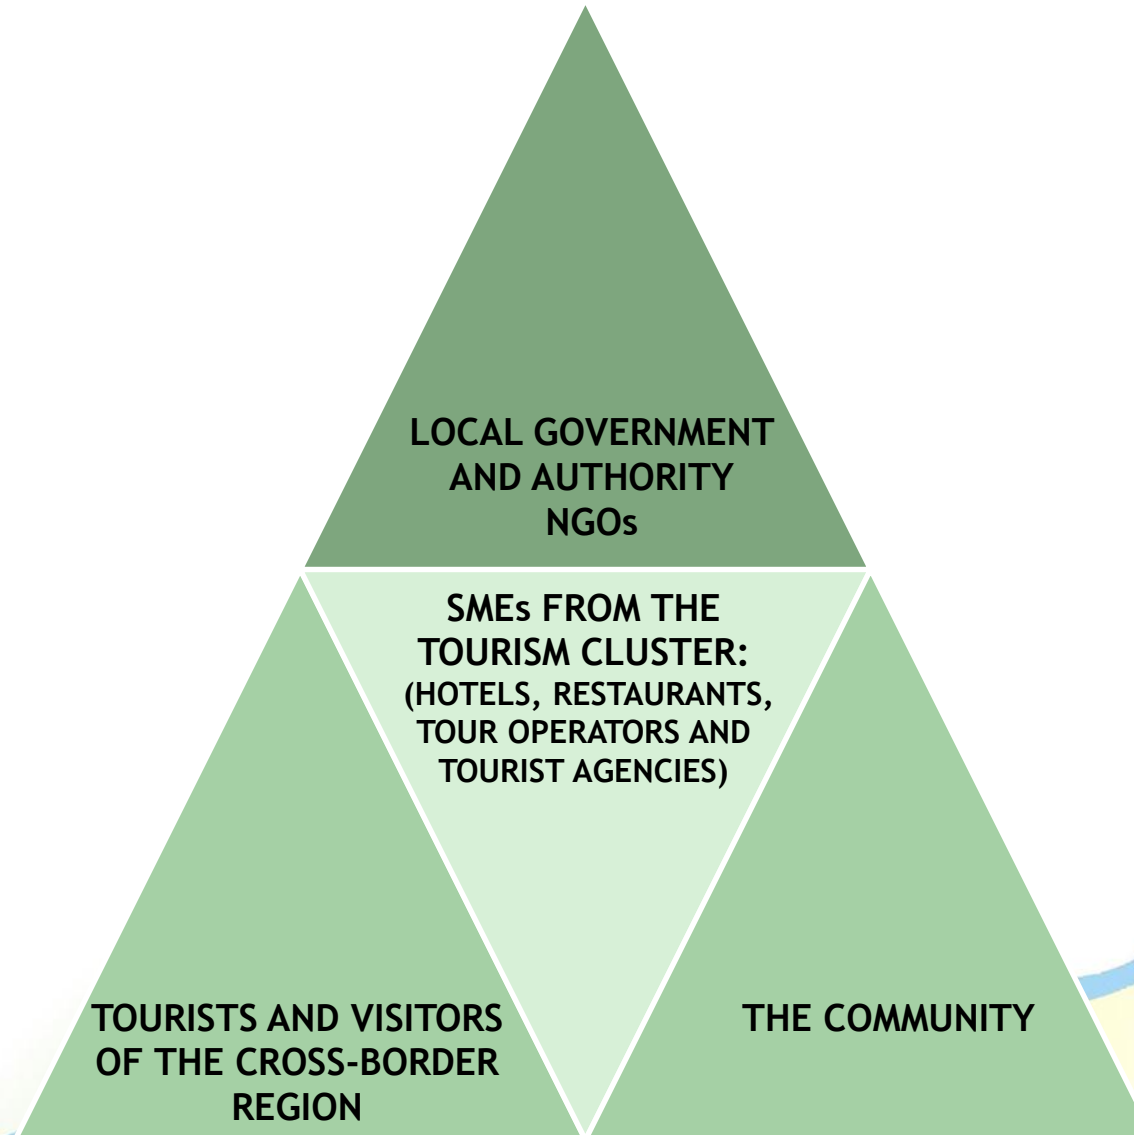 LOCAL GOVERNMENT
AND AUTHORITY
NGOs
SMEs FROM THE
TOURISM CLUSTER:
(HOTELS, RESTAURANTS,
TOUR OPERATORS AND
TOURIST AGENCIES)
TOURISTS AND VISITORS
OF THE CROSS-BORDER
REGION
THE COMMUNITY